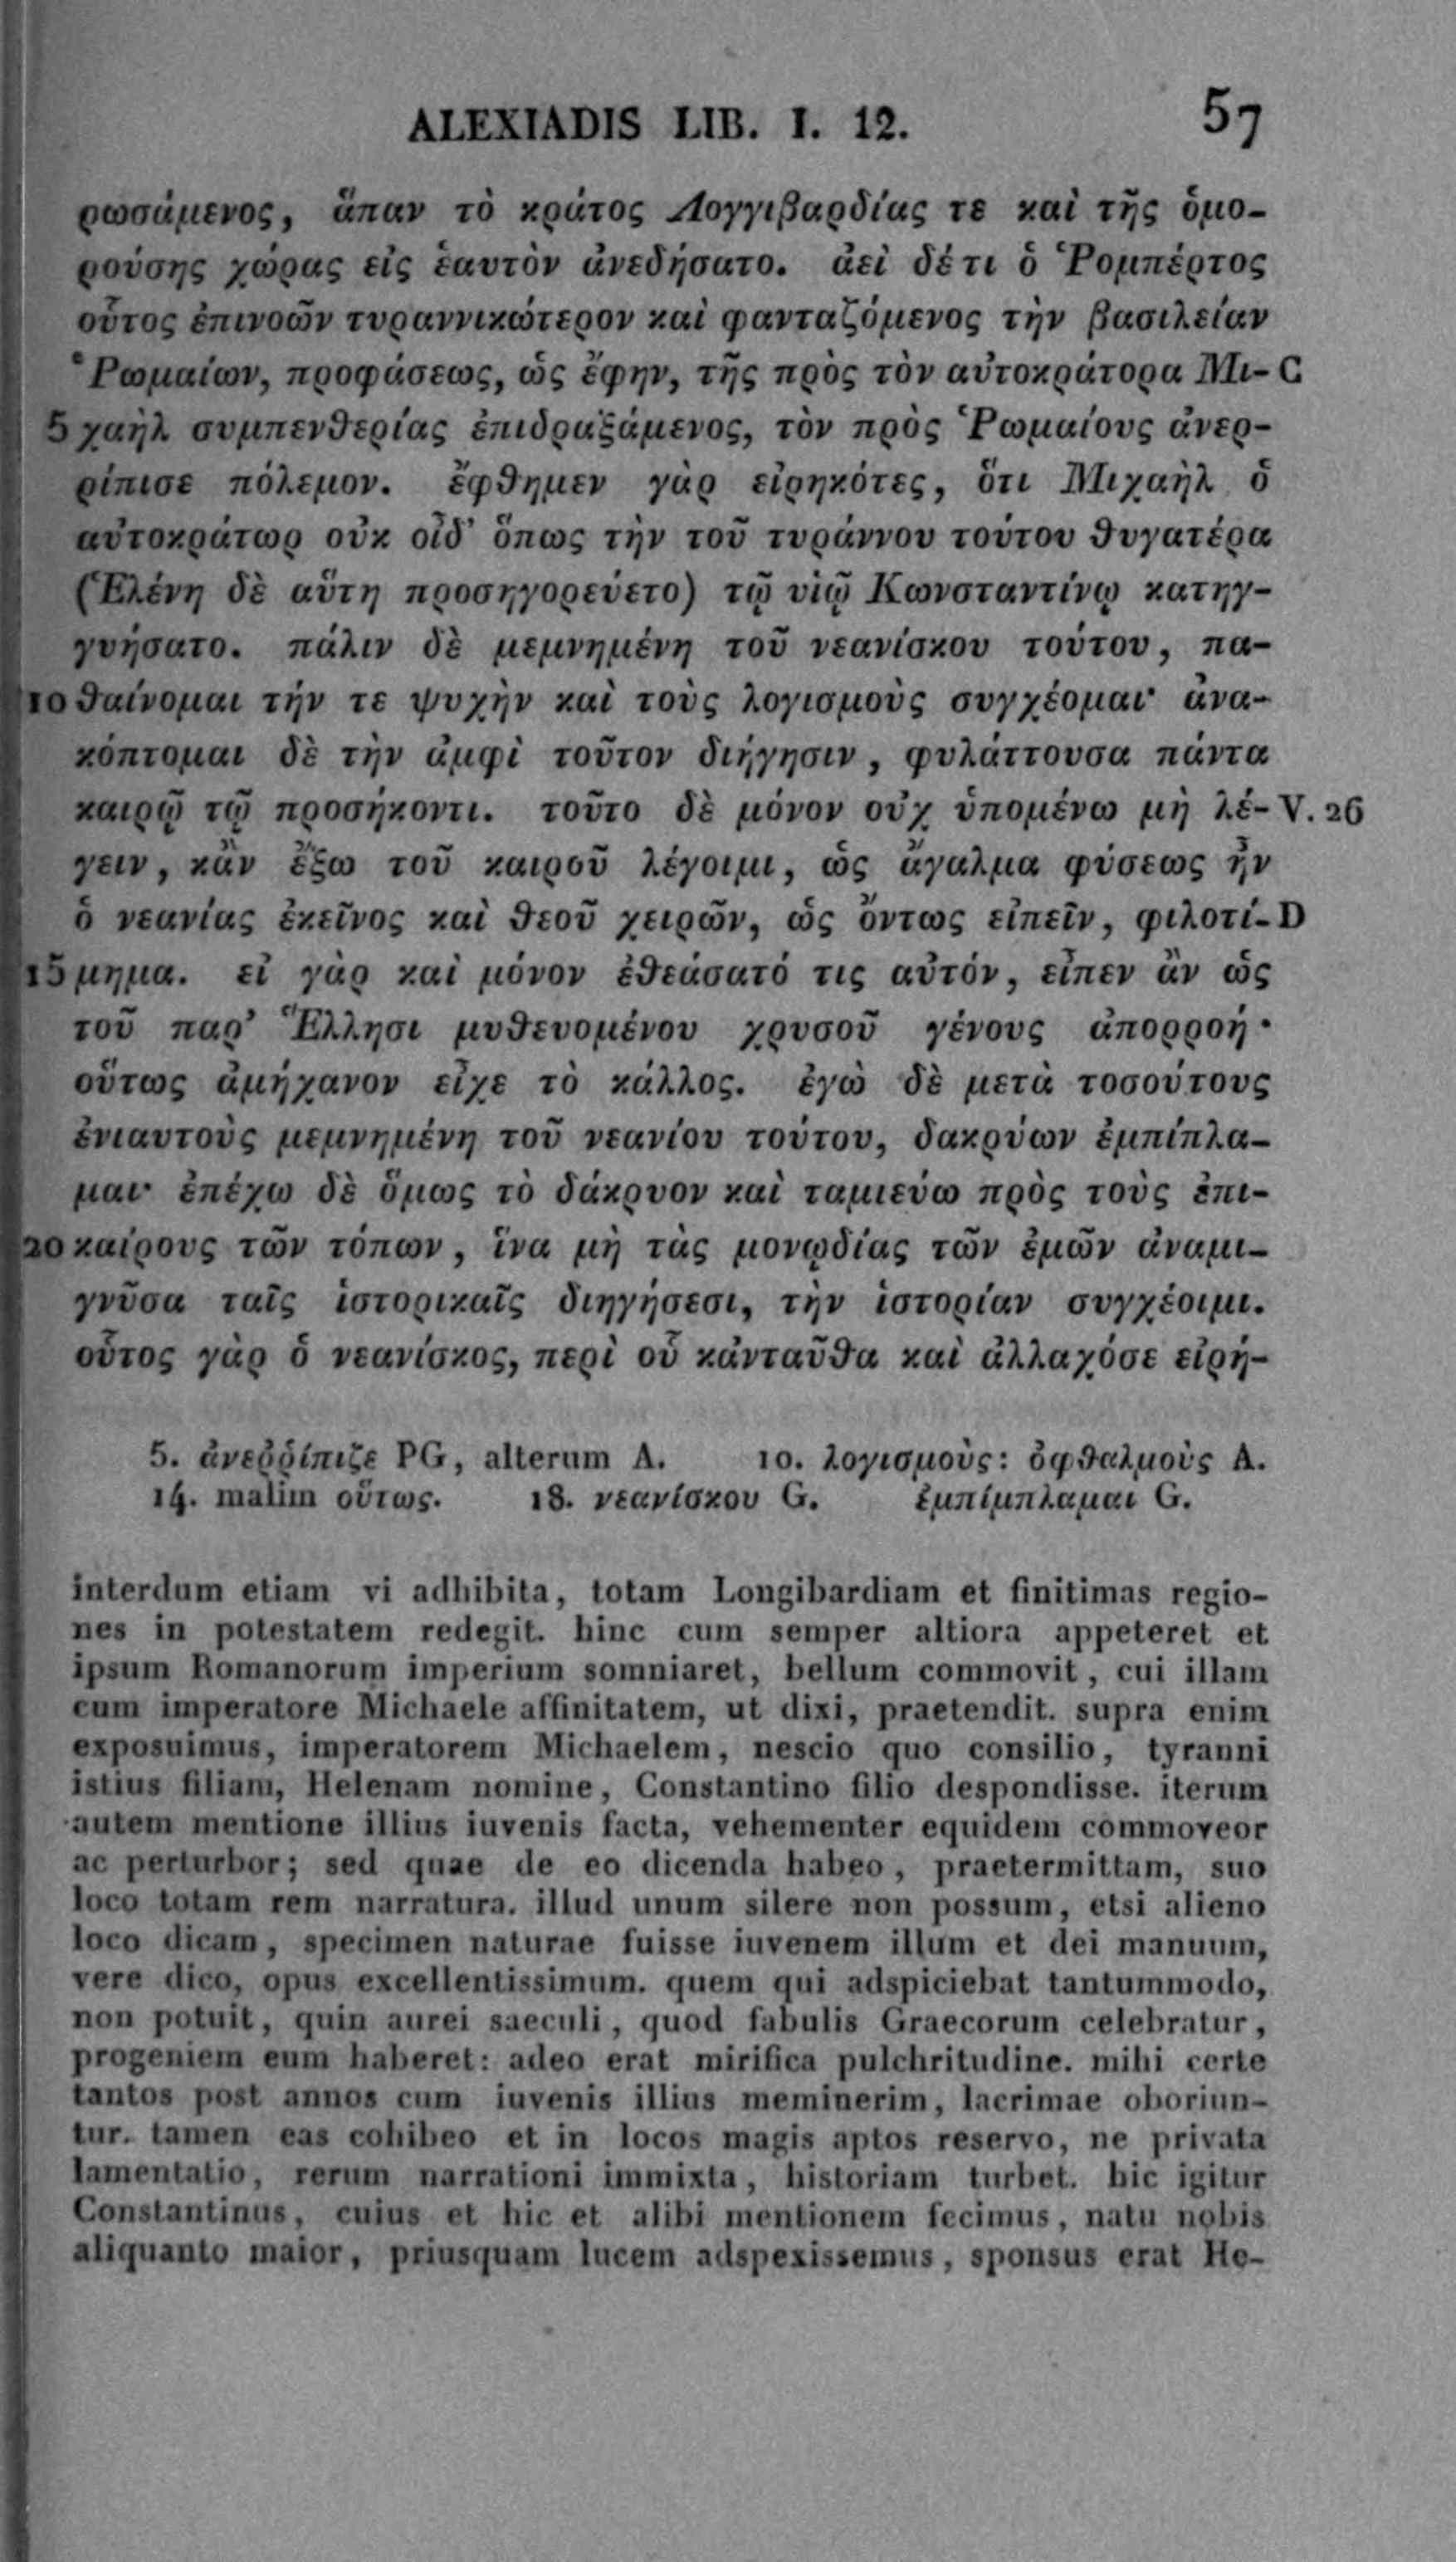 ALEXIADIS LIB. I. 12. 57
ρωσάμενος, ἅπαν τὸ κράτος Λογγιβαρδίας τε καὶ τῆς ὁμο-
ρούσης χώρας εἰς ἑαυτὸν ἀνεδήσατο. ἀεὶ δέ τι ὁ Ῥομπέρτος
οὗτος ἐπινοῶν τυραννικώτερον καὶ φανταζόμενος τὴν βασιλείαν
Ῥωμαίων, προφάσεως, ὡς ἔφην, τῆς πρὸς τὸν αὐτοκράτορα Μι- C
5 χαὴλ συμπενθερίας ἐπιδραξάμενος, τὸν πρὸς Ῥωμαίους ἀνερ-
ρίπισε πόλεμον. ἔφθημεν γὰρ εἰρηκότες, ὅτι Μιχαὴλ ὁ
αὐτοκράτωρ οὐκ οἶδ᾽ ὅπως τὴν τοῦ τυράννου τούτου θυγατέρα
(Ἑλένη δὲ αὕτη προσηγορεύετο) τῷ υἱῷ Κωνσταντίνῳ κατηγ-
γυήσατο. πάλιν δὲ μεμνημένη τοῦ νεανίσκου τούτου, πα-
10 θαίνομαι τήν τε ψυχὴν καὶ τοὺς λογισμοὺς συγχέομαι· ἀνα-
κόπτομαι δὲ τὴν ἀμφὶ τοῦτον διήγησιν, φυλάττουσα πάντα
καιρῷ τῷ προσήκοντι. τοῦτο δὲ μόνον οὐχ ὑπομένω μὴ λέ- V. 26
γειν, κἂν ἔξω τοῦ καιροῦ λέγοιμι, ὡς ἄγαλμα φύσεως ἦν
ὁ νεανίας ἐκεῖνος καὶ θεοῦ χειρῶν, ὡς ὄντως εἰπεῖν, φιλοτί- D
15 μημα. εἰ γὰρ καὶ μόνον ἐθεάσατό τις αὐτόν, εἶπεν ἂν ὡς
τοῦ παρ᾽ Ἕλλησι μυθευομένου χρυσοῦ γένους ἀπορροή·
οὕτως ἀμήχανον εἶχε τὸ κάλλος. ἐγὼ δὲ μετὰ τοσούτους
ἐνιαυτοὺς μεμνημένη τοῦ νεανίου τούτου, δακρύων ἐμπίπλα-
μαι· ἐπέχω δὲ ὅμως τὸ δάκρυον καὶ ταμιεύω πρὸς τοὺς ἐπι-
20 καίρους τῶν τόπων, ἵνα μὴ τὰς μονῳδίας τῶν ἐμῶν ἀναμι-
γνῦσα ταῖς ἱστορικαῖς διηγήσεσι, τὴν ἱστορίαν συγχέοιμι.
οὗτος γὰρ ὁ νεανίσκος, περὶ οὗ κἀνταῦθα καὶ ἀλλαχόσε εἰρή-
5. ἀνεῤῥίπιζε PG, alterum A. 10. λογισμοὺς: ὀφθαλμοὺς A.
14. malim οὕτως. 18. νεανίσκου G. ἐμπίμπλαμαι G.
interdum etiam vi adhibita, totam Longibardiam et finitimas regio-
nes in potestatem redegit. hinc cum semper altiora appeteret et
ipsum Romanorum imperium somniaret, bellum commovit, cui illam
cum imperatore Michaele affinitatem, ut dixi, praetendit. supra enim
exposuimus, imperatorem Michaelem, nescio quo consilio, tyranni
istius filiam, Helenam nomine, Constantino filio despondisse. iterum
autem mentione illius iuvenis facta, vehementer equidem commoveor
ac perturbor; sed quae de eo dicenda habeo, praetermittam, suo
loco totam rem narratura. illud unum silere non possum, etsi alieno
loco dicam, specimen naturae fuisse iuvenem illum et dei manuum,
vere dico, opus excellentissimum. quem qui adspiciebat tantummodo,
non potuit, quin aurei saeculi, quod fabulis Graecorum celebratur,
progeniem eum haberet: adeo erat mirifica pulchritudine. mihi certe
tantos post annos cum iuvenis illius meminerim, lacrimae oboriun-
tur. tamen eas cohibeo et in locos magis aptos reservo, ne privata
lamentatio, rerum narrationi immixta, historiam turbet. hic igitur
Constantinus, cuius et hic et alibi mentionem fecimus, natu nobis
aliquanto maior, priusquam lucem adspexissemus, sponsus erat He-